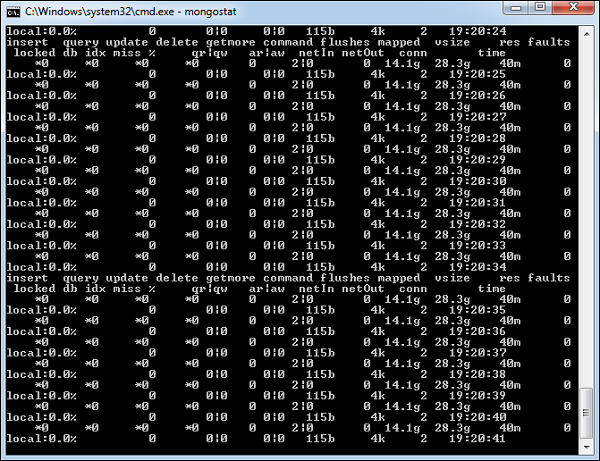 C:\Windows\system32\cmd.exe - mongostat
local:0.0% 0 0|0 0|0 115b 4k 2 19:20:24
insert query update delete getmore command flushes mapped vsize res faults
locked db idx miss % qr|qw ar|aw netIn netOut conn time
*0 *0 *0 *0 0 2|0 0 14.1g 28.3g 40m 0
local:0.0% 0 0|0 0|0 115b 4k 2 19:20:25
*0 *0 *0 *0 0 2|0 0 14.1g 28.3g 40m 0
local:0.0% 0 0|0 0|0 115b 4k 2 19:20:26
*0 *0 *0 *0 0 2|0 0 14.1g 28.3g 40m 0
local:0.0% 0 0|0 0|0 115b 4k 2 19:20:27
*0 *0 *0 *0 0 2|0 0 14.1g 28.3g 40m 0
local:0.0% 0 0|0 0|0 115b 4k 2 19:20:28
*0 *0 *0 *0 0 2|0 0 14.1g 28.3g 40m 0
local:0.0% 0 0|0 0|0 115b 4k 2 19:20:29
*0 *0 *0 *0 0 2|0 0 14.1g 28.3g 40m 0
local:0.0% 0 0|0 0|0 115b 4k 2 19:20:30
*0 *0 *0 *0 0 2|0 0 14.1g 28.3g 40m 0
local:0.0% 0 0|0 0|0 115b 4k 2 19:20:31
*0 *0 *0 *0 0 2|0 0 14.1g 28.3g 40m 0
local:0.0% 0 0|0 0|0 115b 4k 2 19:20:32
*0 *0 *0 *0 0 2|0 0 14.1g 28.3g 40m 0
local:0.0% 0 0|0 0|0 115b 4k 2 19:20:33
*0 *0 *0 *0 0 2|0 0 14.1g 28.3g 40m 0
local:0.0% 0 0|0 0|0 115b 4k 2 19:20:34
insert query update delete getmore command flushes mapped vsize res faults
locked db idx miss % qr|qw ar|aw netIn netOut conn time
*0 *0 *0 *0 0 2|0 0 14.1g 28.3g 40m 0
local:0.0% 0 0|0 0|0 115b 4k 2 19:20:35
*0 *0 *0 *0 0 2|0 0 14.1g 28.3g 40m 0
local:0.0% 0 0|0 0|0 115b 4k 2 19:20:36
*0 *0 *0 *0 0 2|0 0 14.1g 28.3g 40m 0
local:0.0% 0 0|0 0|0 115b 4k 2 19:20:37
*0 *0 *0 *0 0 2|0 0 14.1g 28.3g 40m 0
local:0.0% 0 0|0 0|0 115b 4k 2 19:20:38
*0 *0 *0 *0 0 2|0 0 14.1g 28.3g 40m 0
local:0.0% 0 0|0 0|0 115b 4k 2 19:20:39
*0 *0 *0 *0 0 2|0 0 14.1g 28.3g 40m 0
local:0.0% 0 0|0 0|0 115b 4k 2 19:20:40
*0 *0 *0 *0 0 2|0 0 14.1g 28.3g 40m 0
local:0.0% 0 0|0 0|0 115b 4k 2 19:20:41